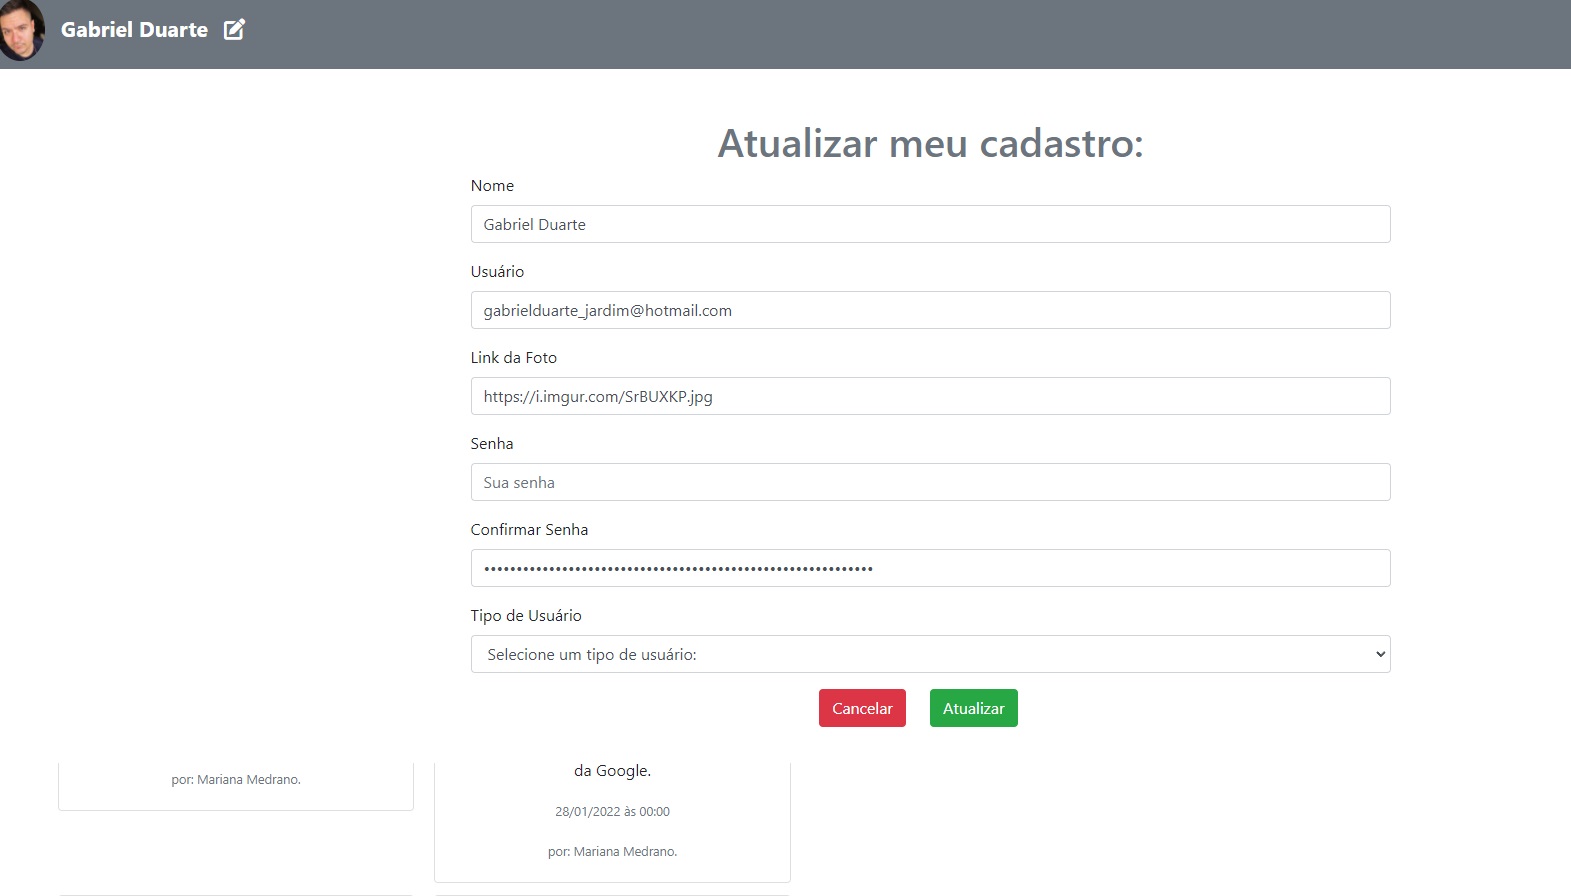 Gabriel Duarte
Atualizar meu cadastro:
Nome
Gabriel Duarte
Usuário
gabrielduarte_jardim@hotmail.com
Link da Foto
https://i.imgur.com/SrBUXKP.jpg
Senha
Sua senha
Confirmar Senha
••••••••••••••••••••••••••••••••••••••••••••••••••••••••••••
Tipo de Usuário
Selecione um tipo de usuário:
Cancelar Atualizar
por: Mariana Medrano.
da Google.
28/01/2022 às 00:00
por: Mariana Medrano.